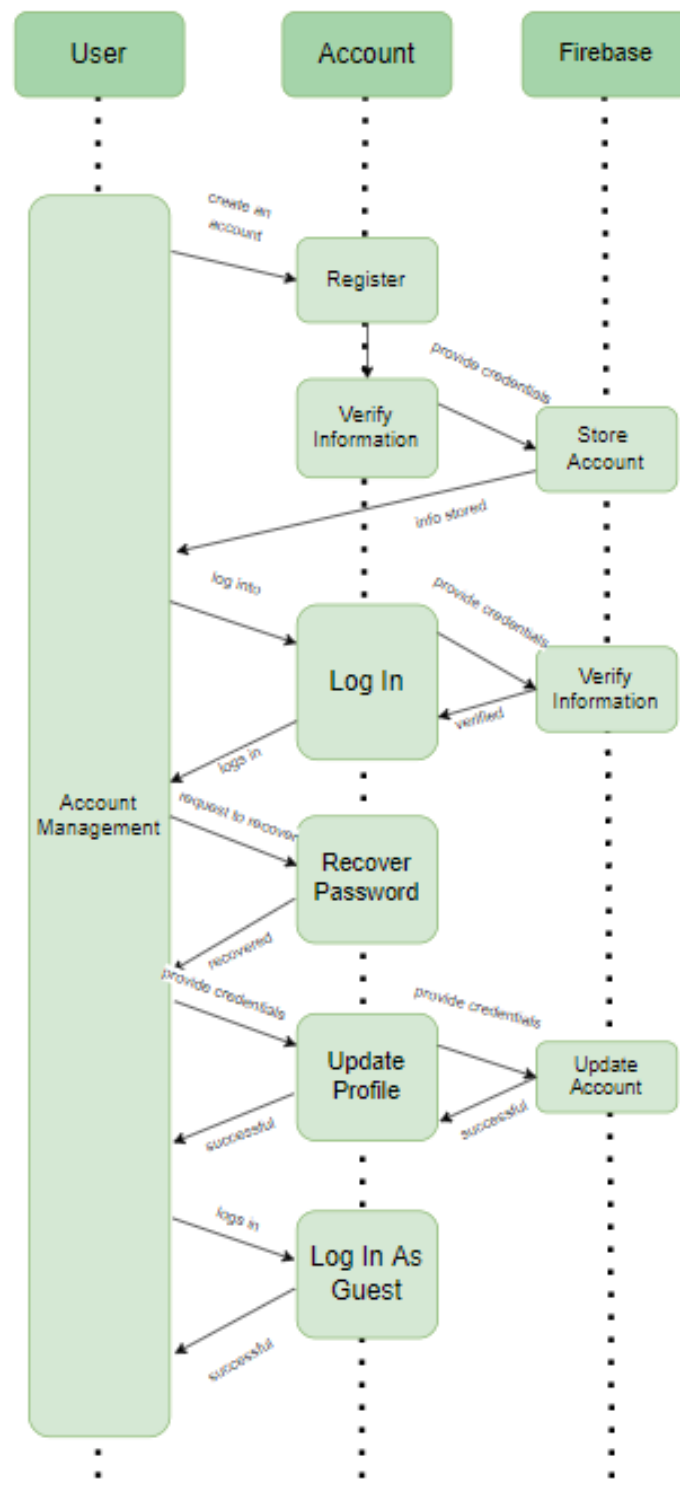 User
Account
Firebase
create an
account
Register
provide credentials
Verify
Information
Store
Account
info stored
log into
provide credentials
Log In
Verify
Information
verified
logs in
Account
Management
request to recover
Recover
Password
recovered
provide credentials
provide credentials
Update
Profile
Update
Account
successful
successful
logs in
Log In As
Guest
successful